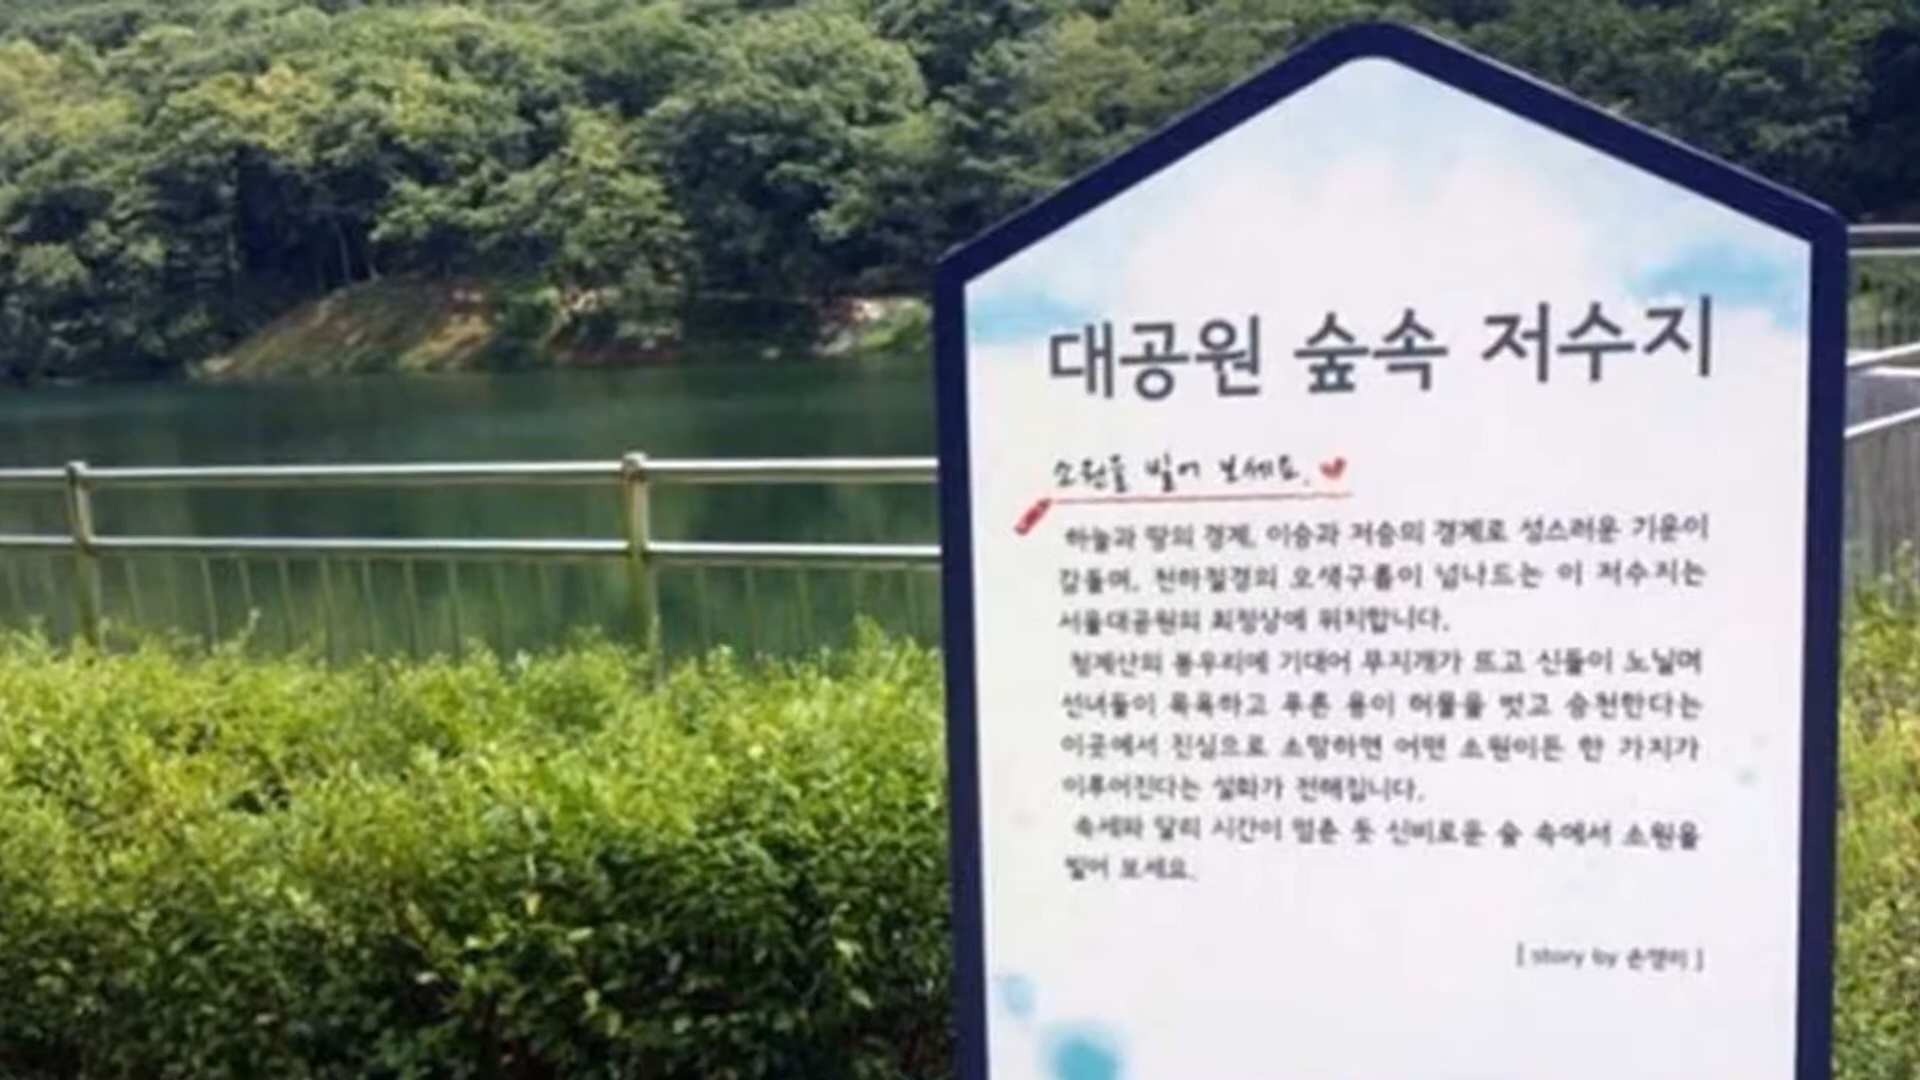 대공원 숲속 저수지
소원을 빌어 보세요.
하늘과 땅의 경계, 이승과 저승의 경계로 성스러운 기운이
감돌며, 천하절경의 오색구름이 넘나드는 이 저수지는
서울대공원의 최정상에 위치합니다.
청계산의 봉우리에 기대어 무지개가 뜨고 신들이 노닐며
선녀들이 목욕하고 푸른 용이 허물을 벗고 승천한다는
이곳에서 진심으로 소망하면 어떤 소원이든 한 가지가
이루어진다는 설화가 전해집니다.
속세와 달리 시간이 멈춘 듯 신비로운 숲 속에서 소원을
빌어 보세요.
[ story by 손영미 ]